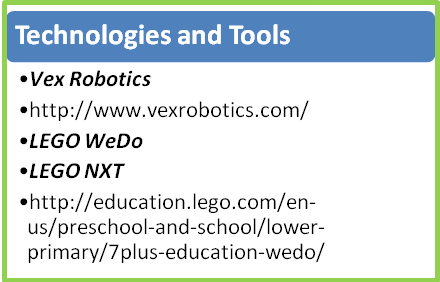 Technologies and Tools
•Vex Robotics
•http://www.vexrobotics.com/
•LEGO WeDo
•LEGO NXT
•http://education.lego.com/en-
us/preschool-and-school/lower-
primary/7plus-education-wedo/